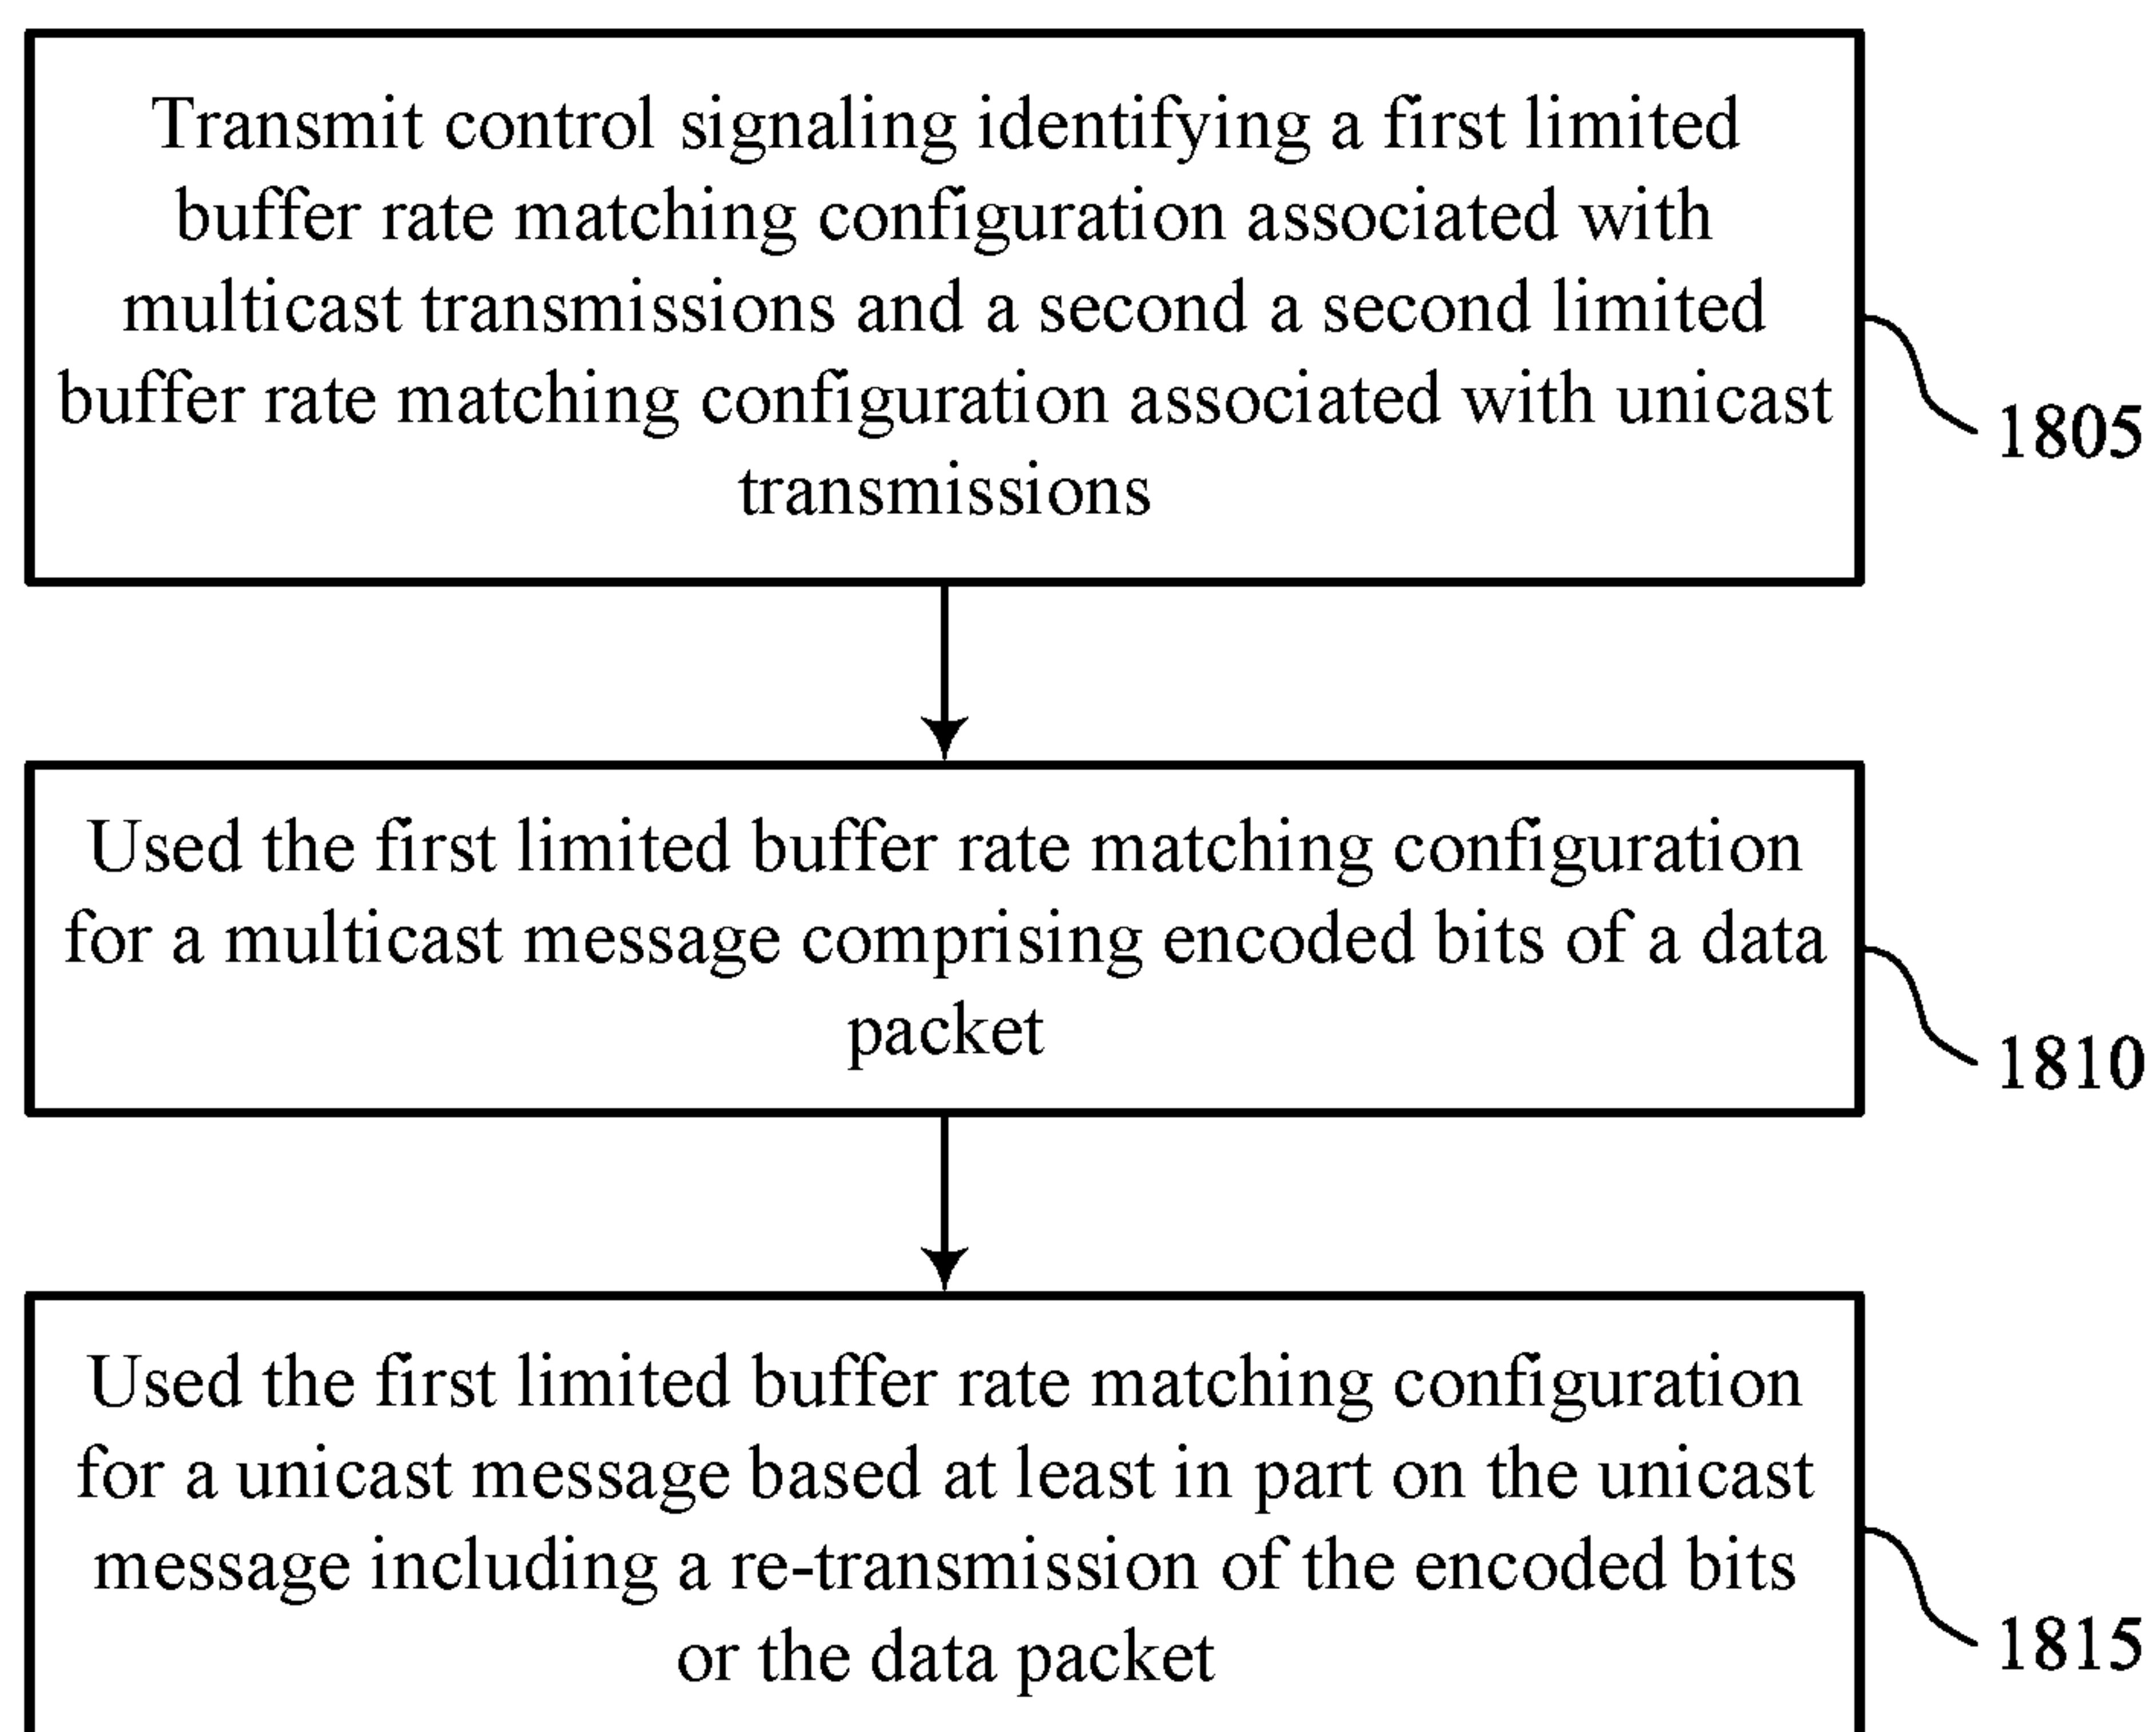 Transmit control signaling identifying a first limited
buffer rate matching configuration associated with
multicast transmissions and a second a second limited
buffer rate matching configuration associated with unicast
transmissions
1805
Used the first limited buffer rate matching configuration
for a multicast message comprising encoded bits of a data
packet
1810
Used the first limited buffer rate matching configuration
for a unicast message based at least in part on the unicast
message including a re-transmission of the encoded bits
or the data packet
1815